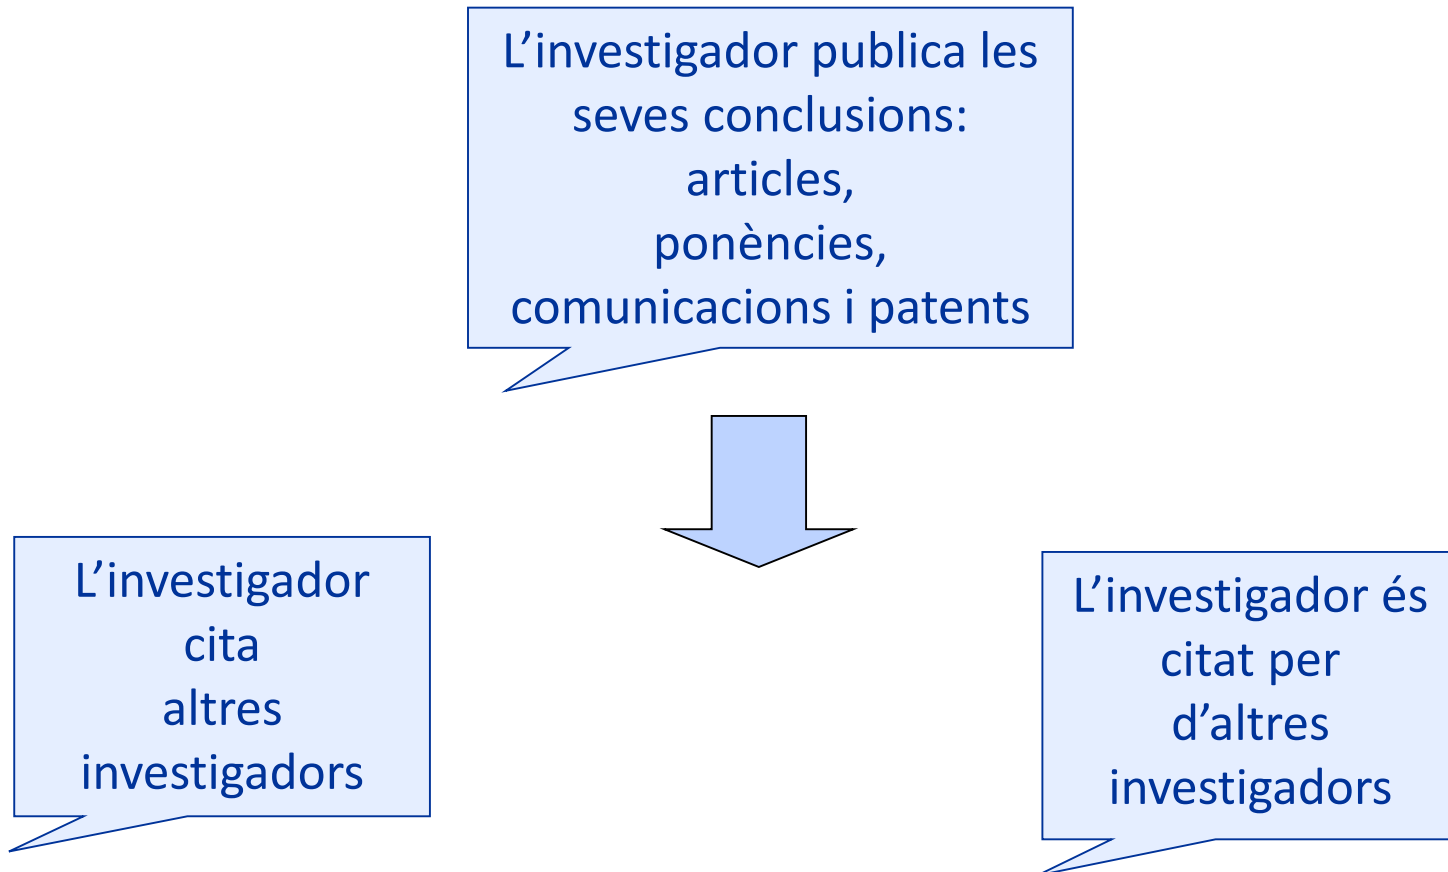 L’investigador publica les
seves conclusions:
articles,
ponències,
comunicacions i patents
L’investigador
cita
altres
investigadors
L’investigador és
citat per
d’altres
investigadors